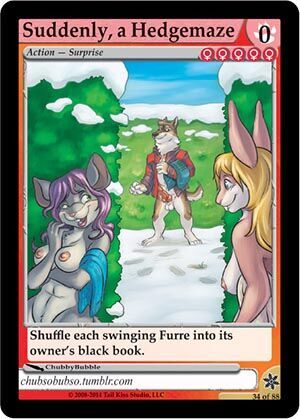 Suddenly, a Hedgemaze
0
Action — Surprise
Shuffle each swinging Furre into its
owner's black book.
ChubbyBubble
chubsobubso.tumblr.com
© 2008-2014 Tail Kiss Studio, LLC
34 of 88